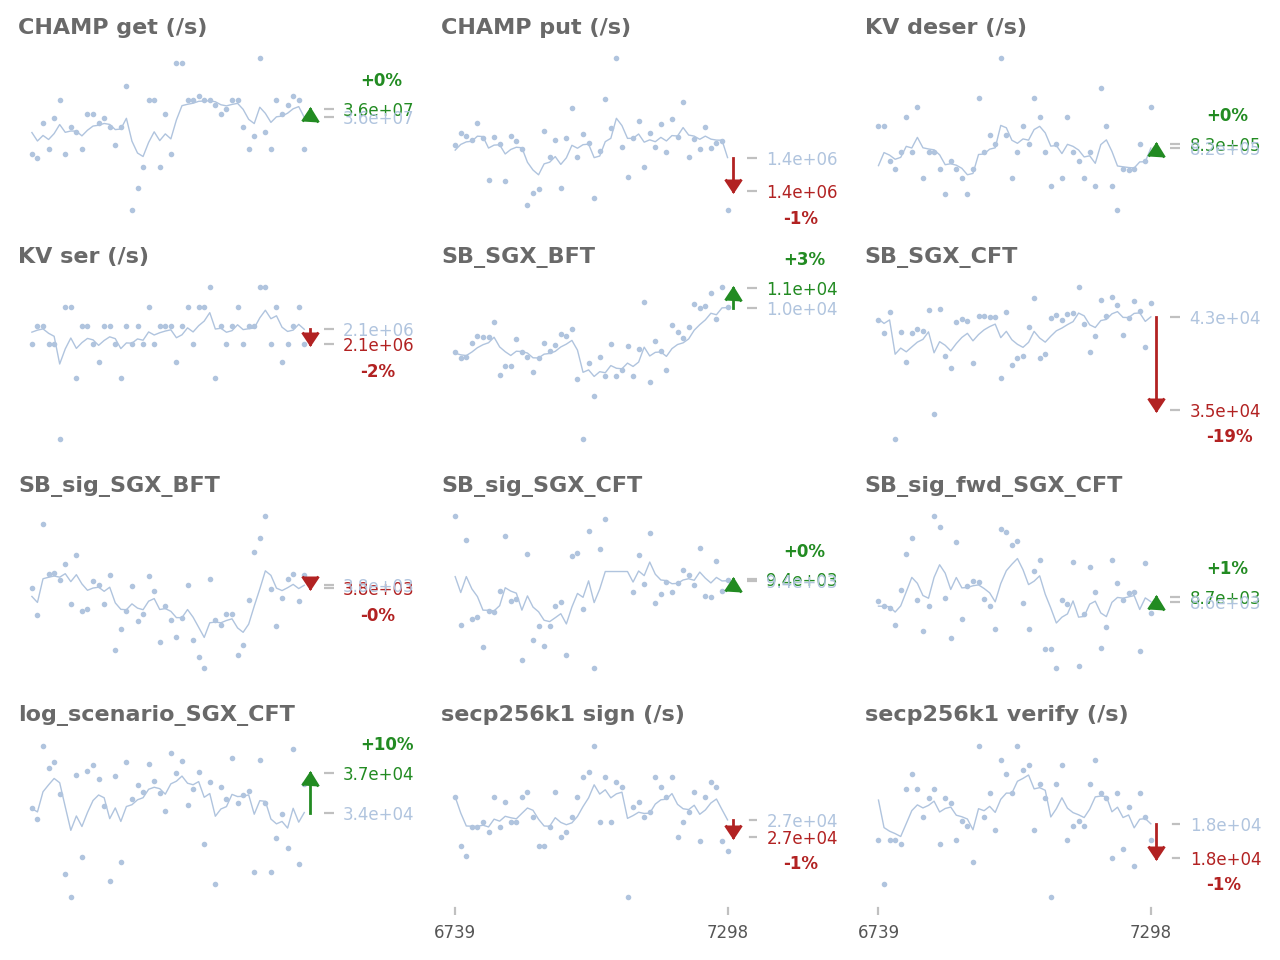 CHAMP get (/s)
+0%
3.6e+07
3.6e+07
CHAMP put (/s)
1.4e+06
1.4e+06
-1%
KV deser (/s)
+0%
8.3e+05
8.2e+05
KV ser (/s)
2.1e+06
2.1e+06
-2%
SB_SGX_BFT
+3%
1.1e+04
1.0e+04
SB_SGX_CFT
4.3e+04
3.5e+04
-19%
SB_sig_SGX_BFT
3.8e+03
3.8e+03
-0%
SB_sig_SGX_CFT
+0%
9.4e+03
SB_sig_fwd_SGX_CFT
+1%
8.7e+03
8.6e+03
log_scenario_SGX_CFT
+10%
3.7e+04
3.4e+04
secp256k1 sign (/s)
2.7e+04
2.7e+04
-1%
6739
7298
secp256k1 verify (/s)
1.8e+04
1.8e+04
-1%
6739
7298